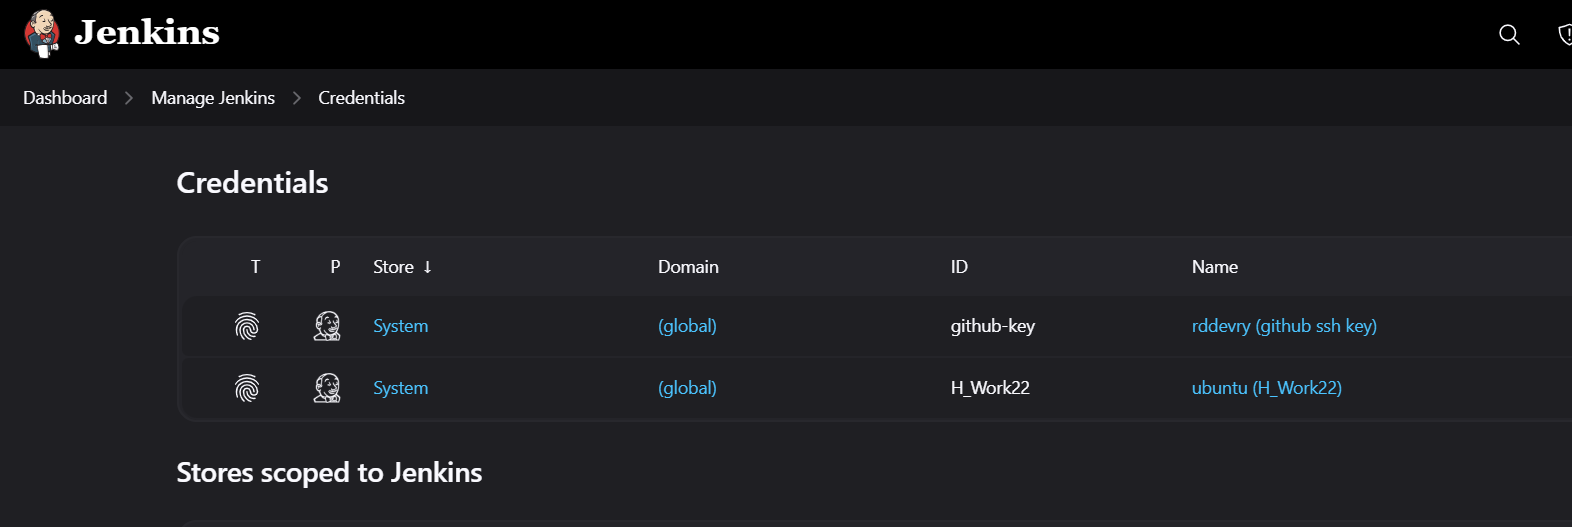 Jenkins
Dashboard Manage Jenkins Credentials
Credentials
T P Store ↓ Domain ID Name
System (global) github-key rddevry (github ssh key)
System (global) H_Work22 ubuntu (H_Work22)
Stores scoped to Jenkins